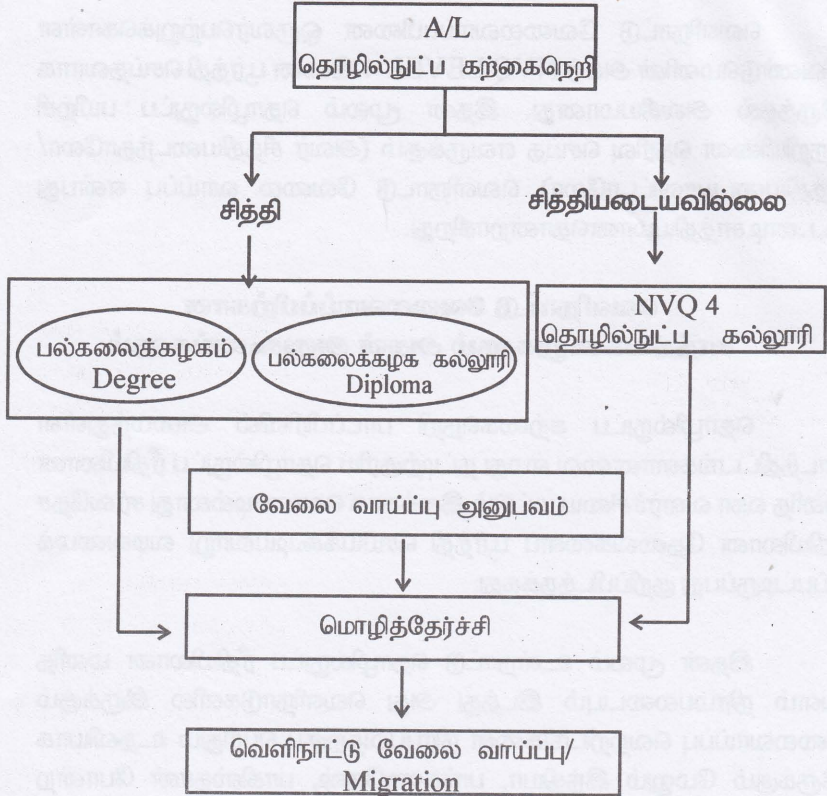 A/L
தொழில்நுட்ப கற்கைநெறி
சித்தி
சித்தியடையவில்லை
பல்கலைக்கழகம்
Degree
பல்கலைக்கழக கல்லூரி
Diploma
NVQ 4
தொழில்நுட்ப கல்லூரி
வேலை வாய்ப்பு அனுபவம்
மொழித்தேர்ச்சி
வெளிநாட்டு வேலை வாய்ப்பு/
Migration